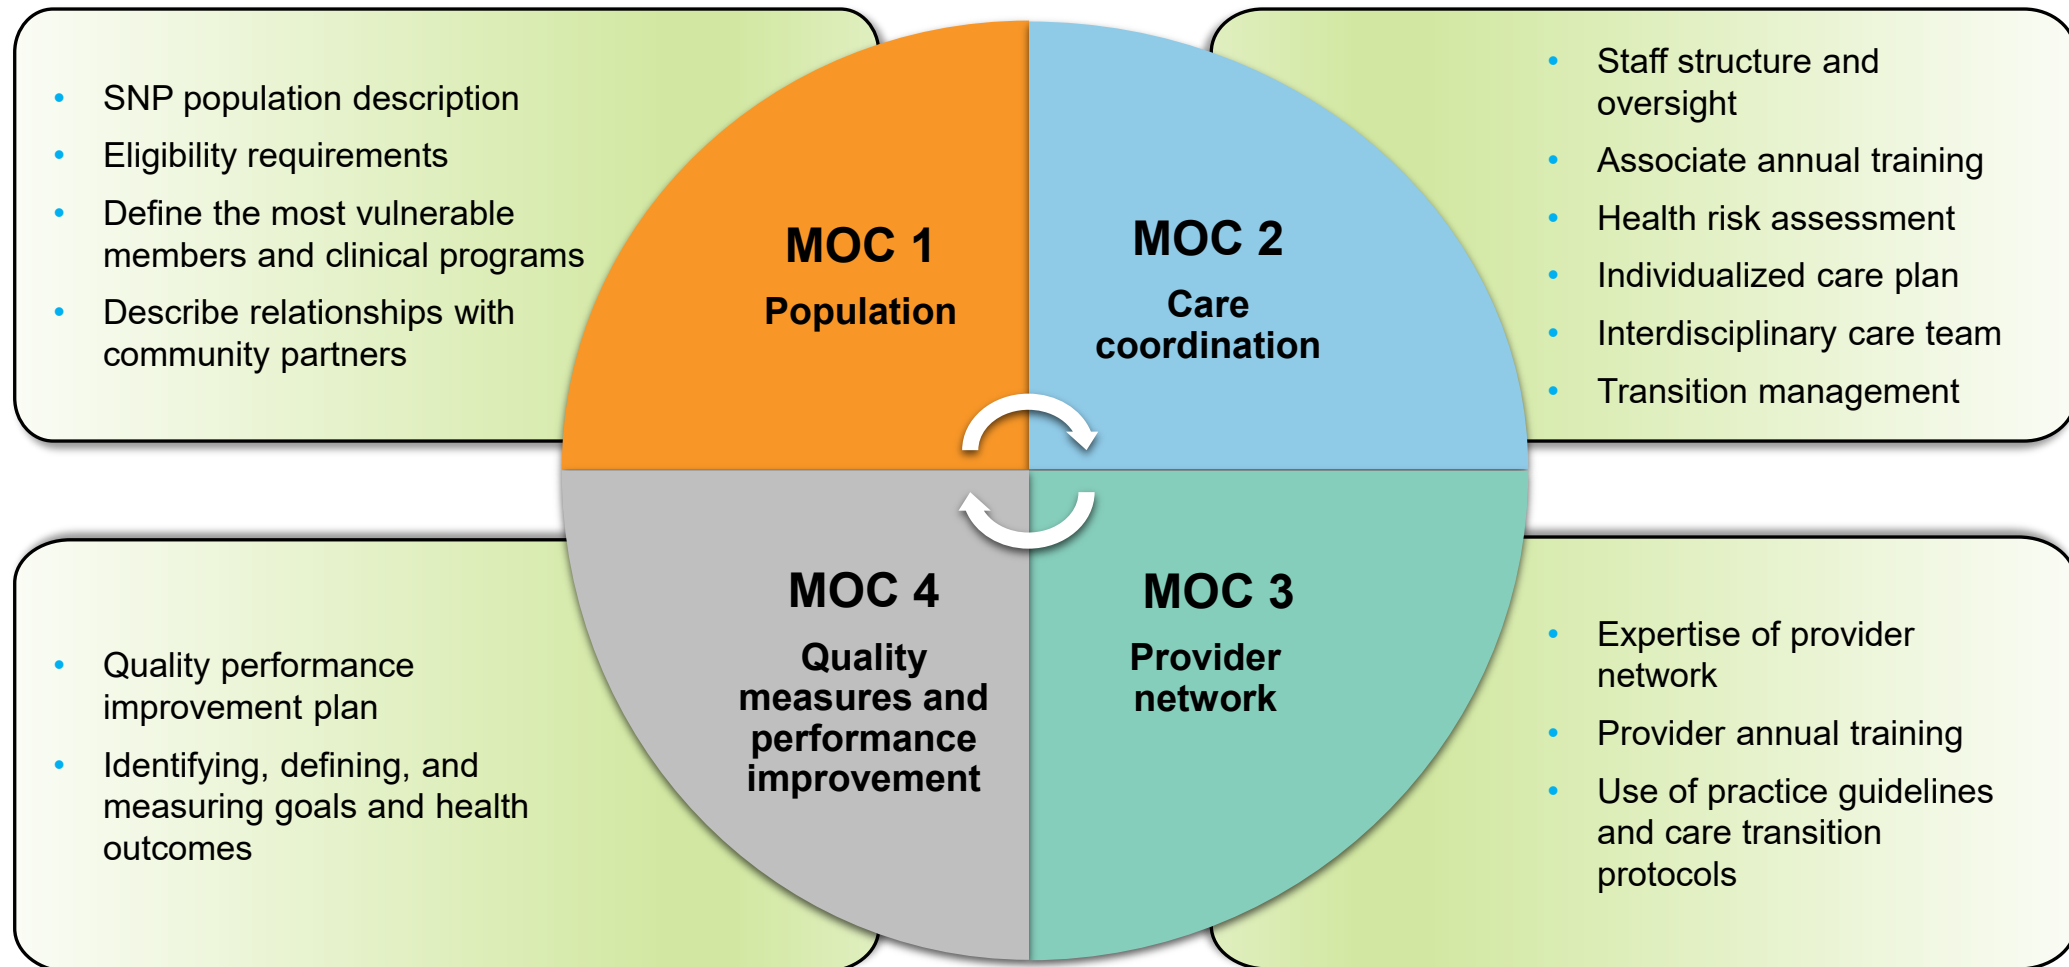 • SNP population description
• Eligibility requirements
• Define the most vulnerable
members and clinical programs
• Describe relationships with
community partners
MOC 1
Population
MOC 2
Care
coordination
• Staff structure and
oversight
• Associate annual training
• Health risk assessment
• Individualized care plan
• Interdisciplinary care team
• Transition management
• Quality performance
improvement plan
• Identifying, defining, and
measuring goals and health
outcomes
MOC 4
Quality
measures and
performance
improvement
MOC 3
Provider
network
• Expertise of provider
network
• Provider annual training
• Use of practice guidelines
and care transition
protocols